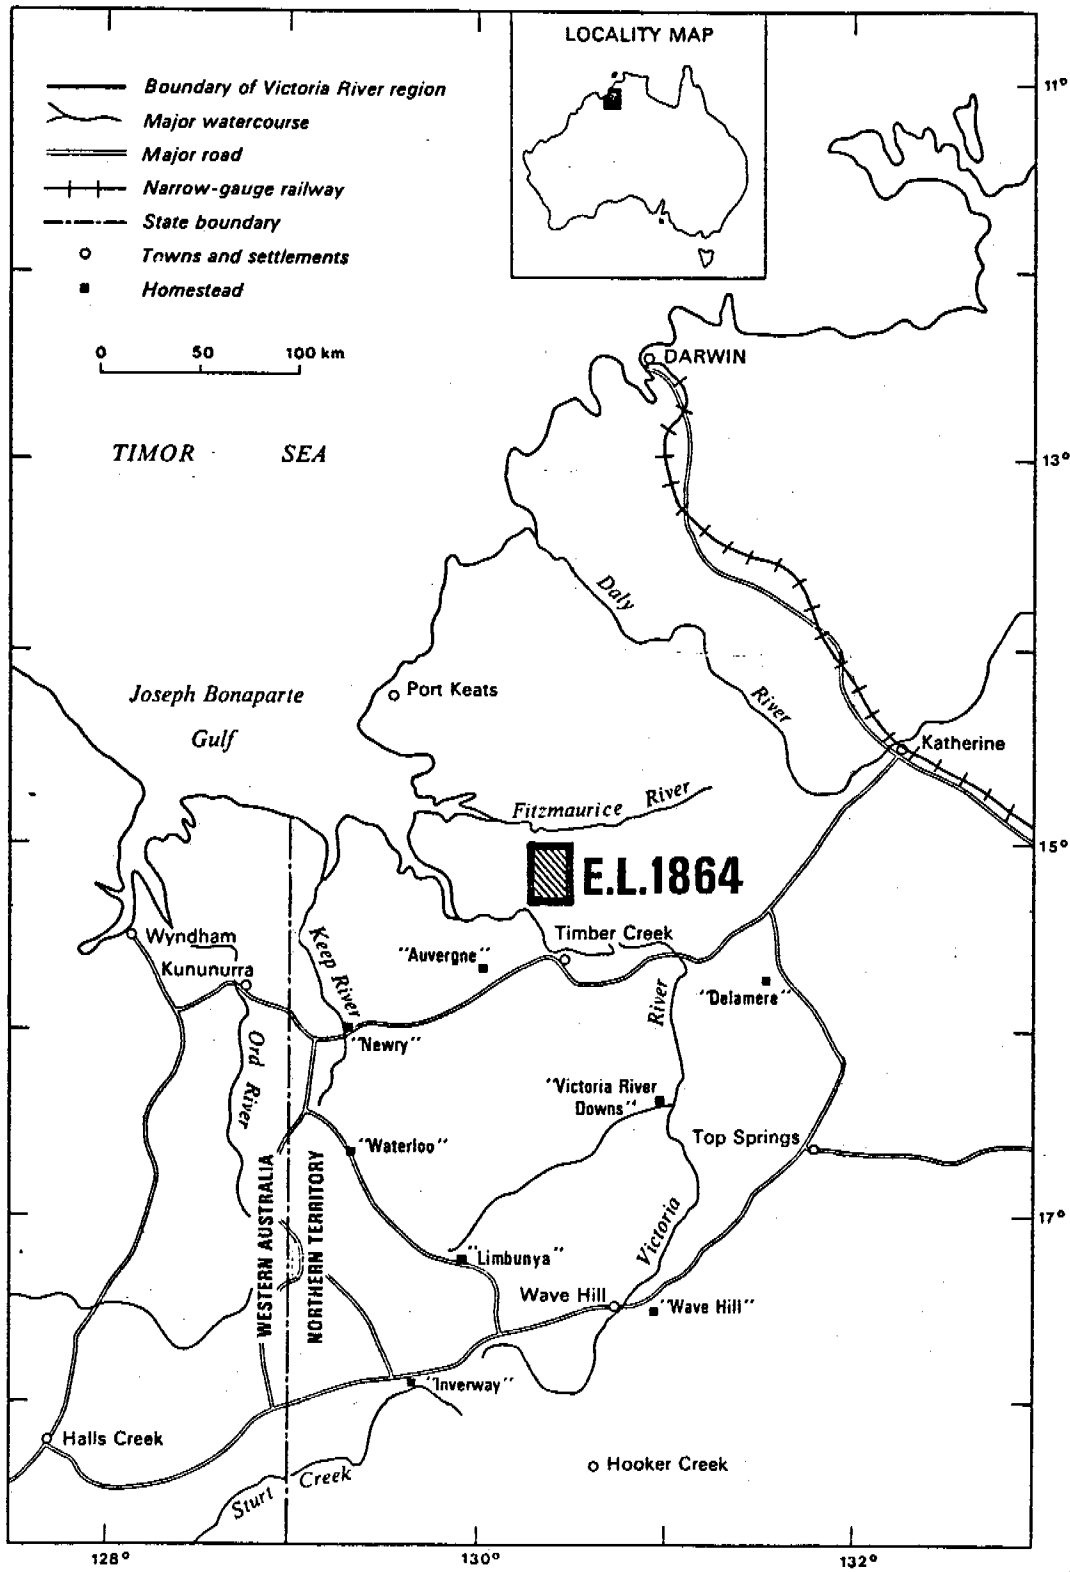 LOCALITY MAP
Boundary of Victoria River region
Major watercourse
Major road
Narrow-gauge railway
State boundary
Towns and settlements
Homestead
0 50 100 km
11°
DARWIN
TIMOR SEA
13°
Daly
River
Joseph Bonaparte
Gulf
Port Keats
Katherine
Fitzmaurice River
15°
E.L.1864
Wyndham
Kununurra
Keep River
"Auvergne"
Timber Creek
"Delamere"
River
Victoria
"Newry"
Ord River
"Victoria River
Downs"
Top Springs
"Waterloo"
WESTERN AUSTRALIA
NORTHERN TERRITORY
17°
"Limbunya"
Wave Hill
"Wave Hill"
"Inverway"
Halls Creek
Sturt Creek
Hooker Creek
128° 130° 132°